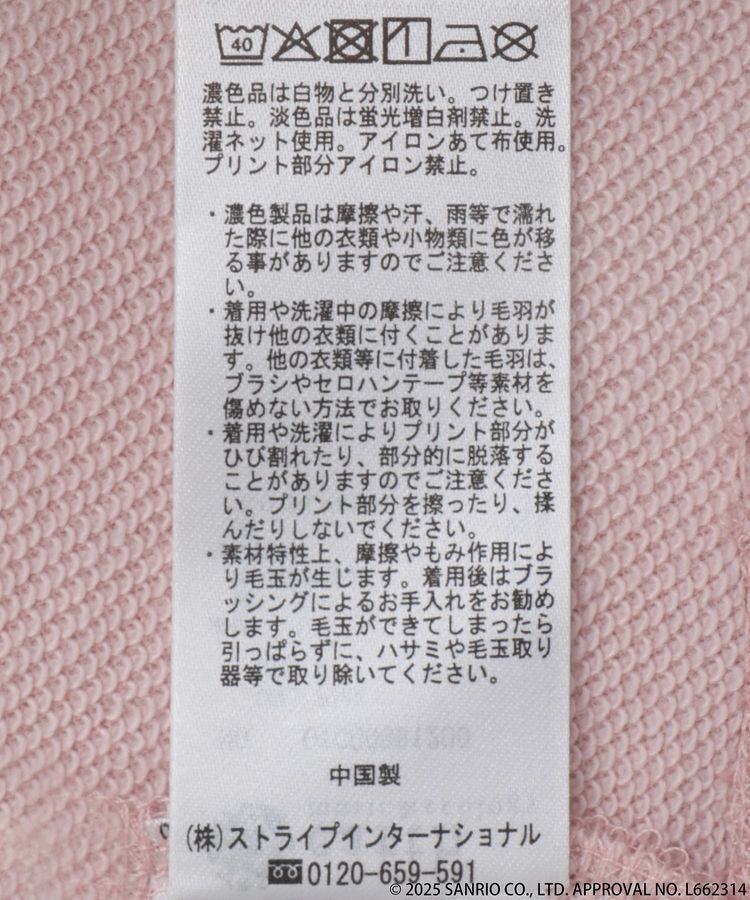 40
濃色品は白物と分別洗い。つけ置き
禁止。淡色品は蛍光増白剤禁止。洗
濯ネット使用。アイロンあて布使用。
プリント部分アイロン禁止。
・濃色製品は摩擦や汗、雨等で濡れ
た際に他の衣類や小物類に色が移
る事がありますのでご注意くださ
い。
・着用や洗濯中の摩擦により毛羽が
抜け他の衣類に付くことがありま
す。他の衣類等に付着した毛羽は、
ブラシやセロハンテープ等素材を
傷めない方法でお取りください。
・着用や洗濯によりプリント部分が
ひび割れたり、部分的に脱落する
ことがありますのでご注意くださ
い。プリント部分を擦ったり、揉
んだりしないでください。
・素材特性上、摩擦やもみ作用によ
り毛玉が生じます。着用後はブラ
ッシングによるお手入れをお勧め
します。毛玉ができてしまったら
引っぱらずに、ハサミや毛玉取り
器等で取り除いてください。
中国製
(株)ストライプインターナショナル
0120-659-591
© 2025 SANRIO CO., LTD. APPROVAL NO. L662314